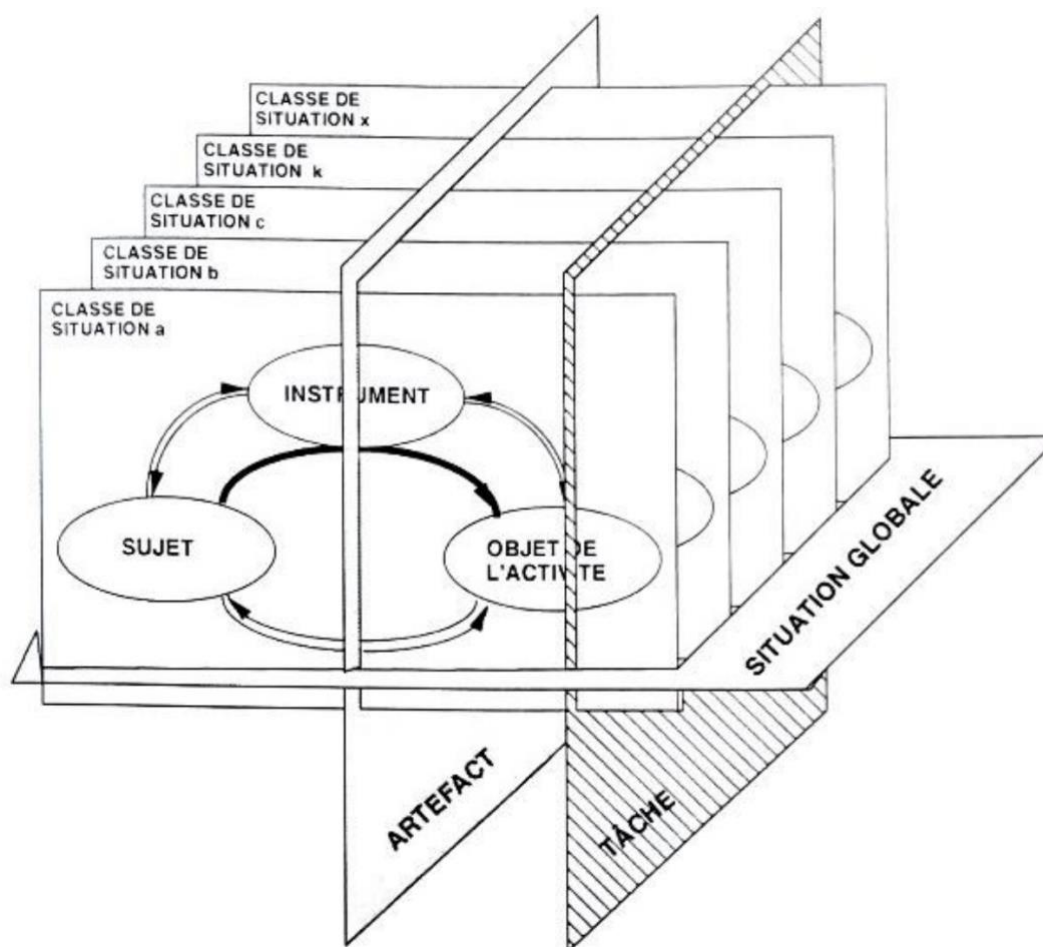 CLASSE DE
SITUATION x
CLASSE DE
SITUATION k
CLASSE DE
SITUATION c
CLASSE DE
SITUATION b
CLASSE DE
SITUATION a
INSTRUMENT
SUJET
OBJET DE
L'ACTIVITE
SITUATION GLOBALE
ARTEFACT
TÂCHE